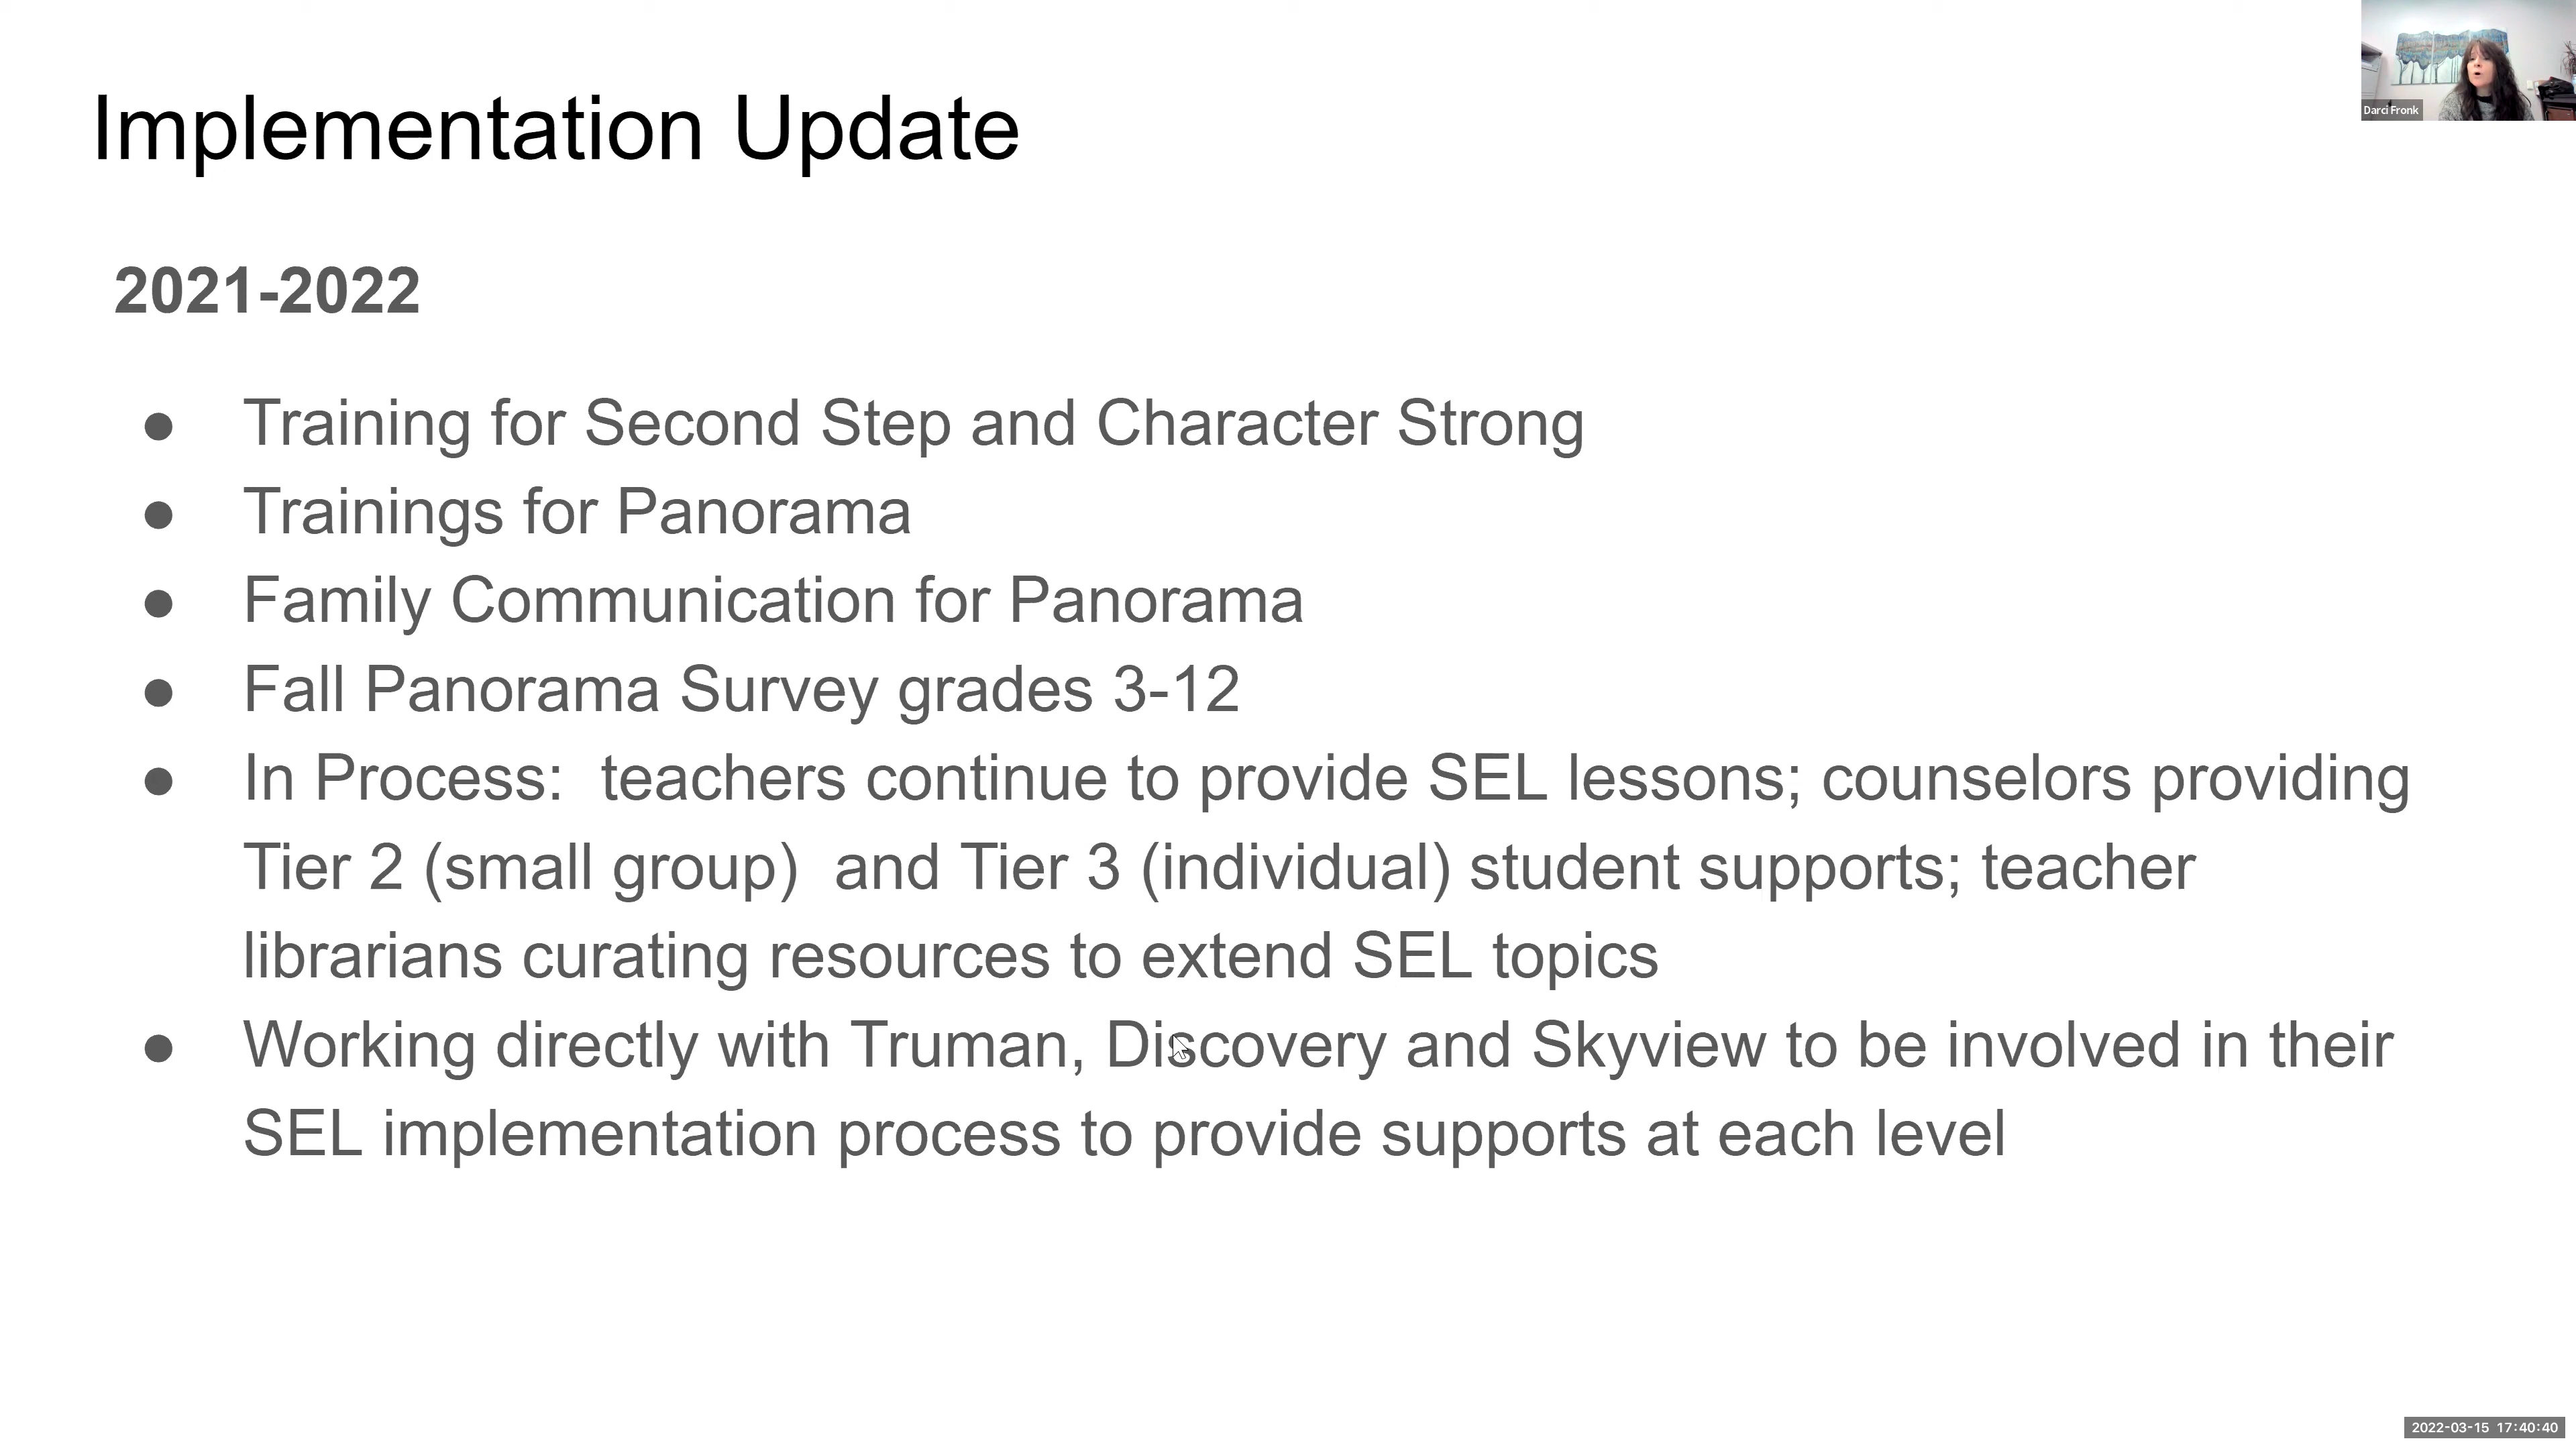 Implementation Update
Darci Fronk
2021-2022
● Training for Second Step and Character Strong
● Trainings for Panorama
● Family Communication for Panorama
● Fall Panorama Survey grades 3-12
● In Process:  teachers continue to provide SEL lessons; counselors providing
Tier 2 (small group)  and Tier 3 (individual) student supports; teacher
librarians curating resources to extend SEL topics
● Working directly with Truman, Discovery and Skyview to be involved in their
SEL implementation process to provide supports at each level
2022-03-15 17:40:40